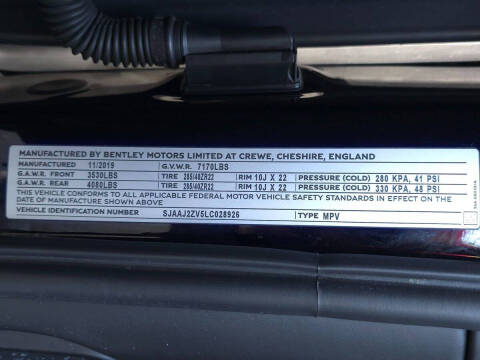 MANUFACTURED BY BENTLEY MOTORS LIMITED AT CREWE, CHESHIRE, ENGLAND
MANUFACTURED 11/2019 G.V.W.R. 7170LBS
G.A.W.R. FRONT 3530LBS TIRE 285/40ZR22 RIM 10J X 22 PRESSURE (COLD) 280 KPA, 41 PSI
G.A.W.R. REAR 4080LBS TIRE 285/40ZR22 RIM 10J X 22 PRESSURE (COLD) 330 KPA, 48 PSI
THIS VEHICLE CONFORMS TO ALL APPLICABLE FEDERAL MOTOR VEHICLE SAFETY STANDARDS IN EFFECT ON THE
DATE OF MANUFACTURE SHOWN ABOVE
VEHICLE IDENTIFICATION NUMBER SJAAJ2ZV5LC028926 TYPE MPV